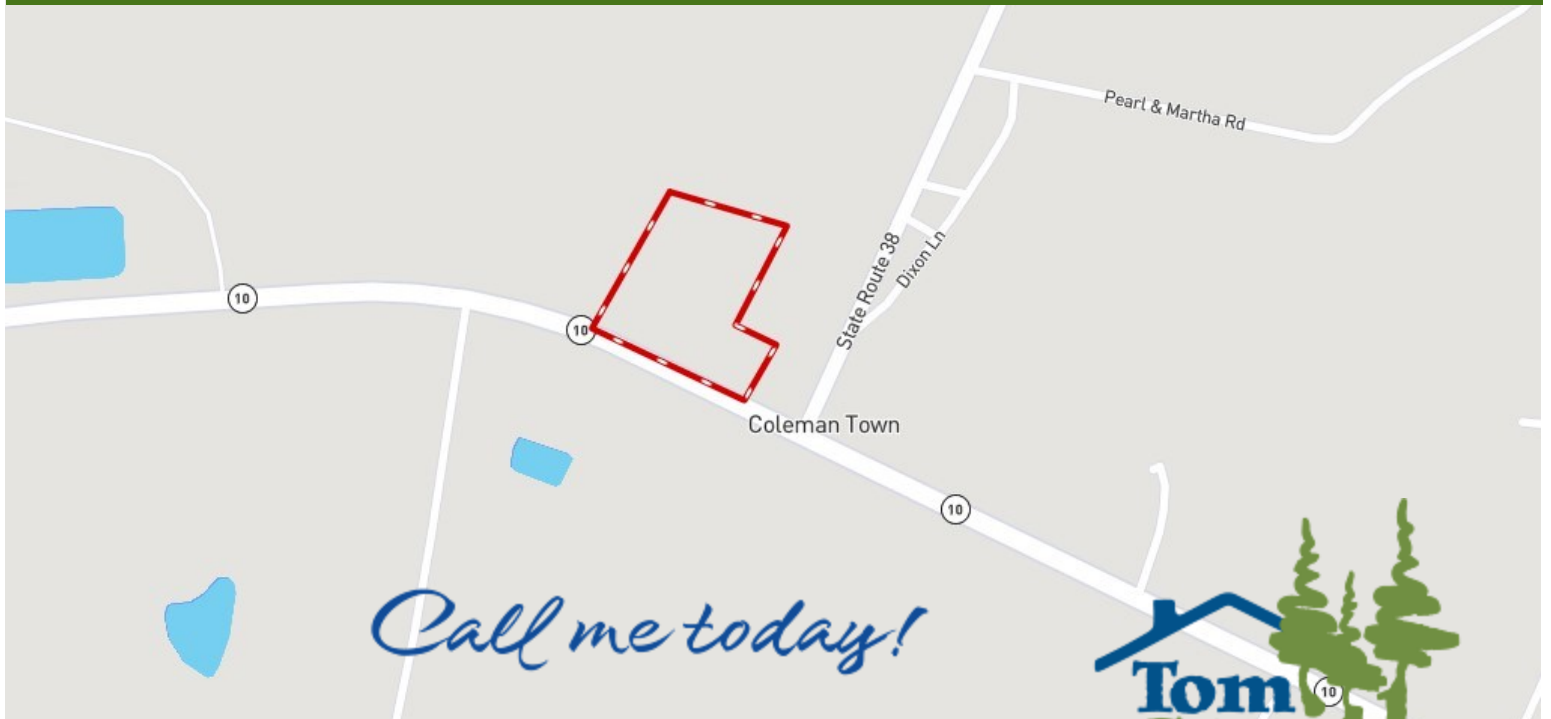 Pearl & Martha Rd
State Route 38
Dixon Ln
10
10
Coleman Town
10
Call me today!
Tom
10